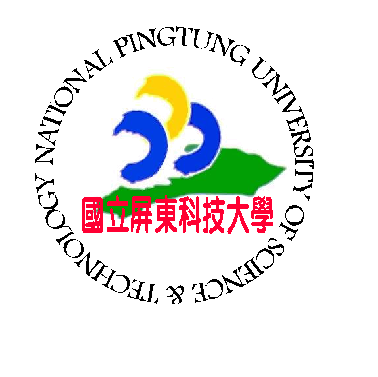 NATIONAL PINGTUNG UNIVERSITY OF SCIENCE & TECHNOLOGY
國立屏東科技大學